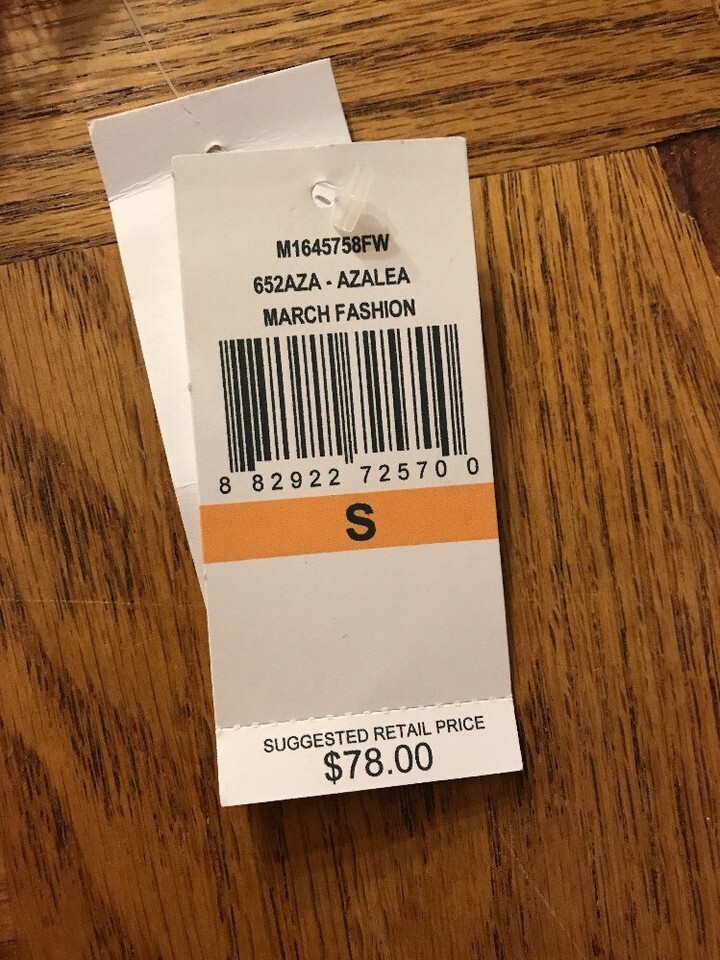 M1645758FW
652AZA - AZALEA
MARCH FASHION
8 82922 72570 0
S
SUGGESTED RETAIL PRICE
$78.00